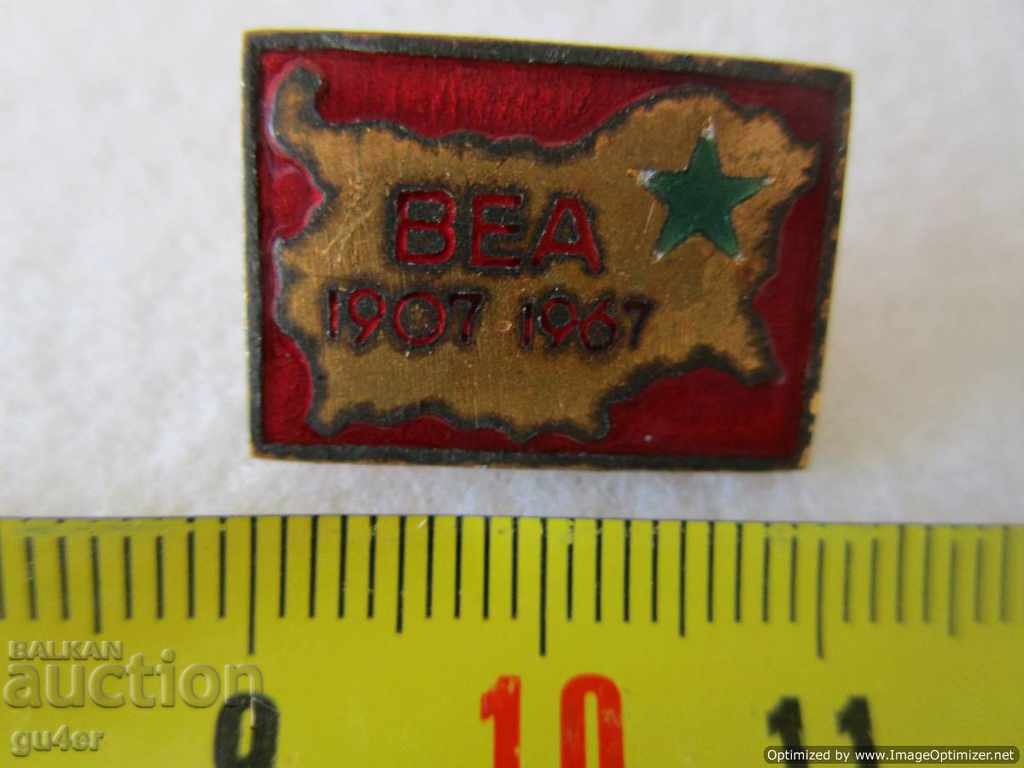 BEA
1907 1967
BALKAN
auction
gu4er
9 10 11
Optimized by www.ImageOptimizer.net